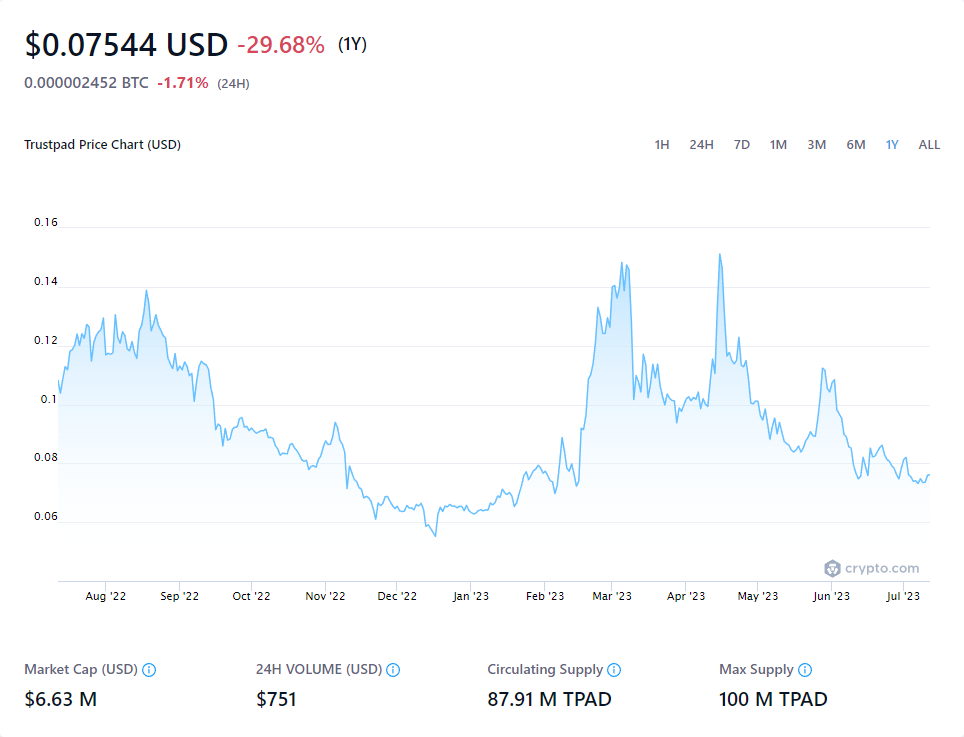 $0.07544 USD -29.68% (1Y)
0.000002452 BTC -1.71% (24H)
Trustpad Price Chart (USD) 1H 24H 7D 1M 3M 6M 1Y ALL
0.16
0.14
0.12
0.1
0.08
0.06
crypto.com
Aug '22 Sep '22 Oct '22 Nov '22 Dec '22 Jan '23 Feb '23 Mar '23 Apr '23 May '23 Jun '23 Jul '23
Market Cap (USD) 24H VOLUME (USD) Circulating Supply Max Supply
$6.63 M $751 87.91 M TPAD 100 M TPAD